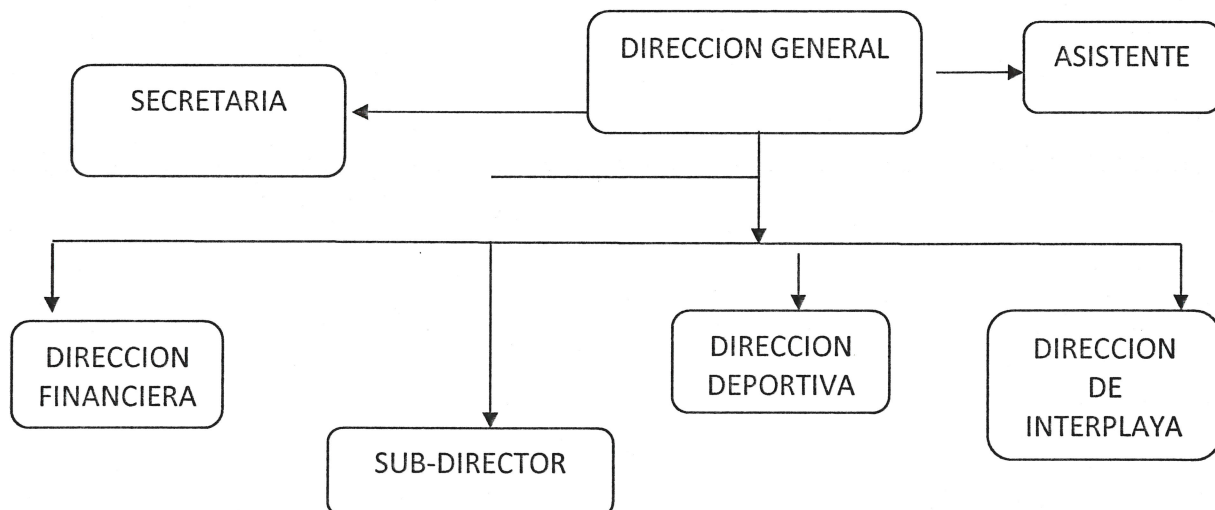 DIRECCION GENERAL
ASISTENTE
SECRETARIA
DIRECCION
FINANCIERA
SUB-DIRECTOR
DIRECCION
DEPORTIVA
DIRECCION
DE
INTERPLAYA